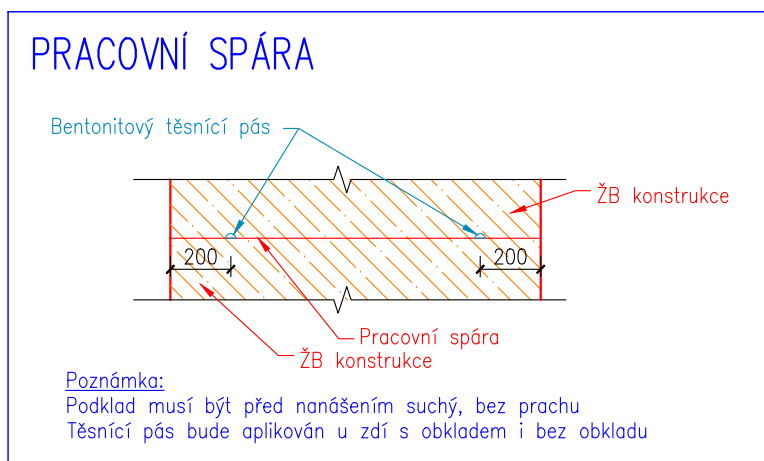 PRACOVNÍ SPÁRA
Bentonitový těsnící pás
ŽB konstrukce
200
200
Pracovní spára
ŽB konstrukce
Poznámka:
Podklad musí být před nanášením suchý, bez prachu
Těsnící pás bude aplikován u zdí s obkladem i bez obkladu